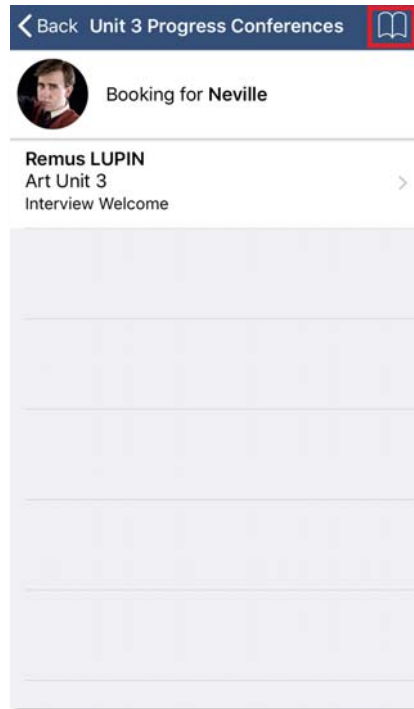 Back Unit 3 Progress Conferences
Booking for Neville
Remus LUPIN
Art Unit 3
Interview Welcome